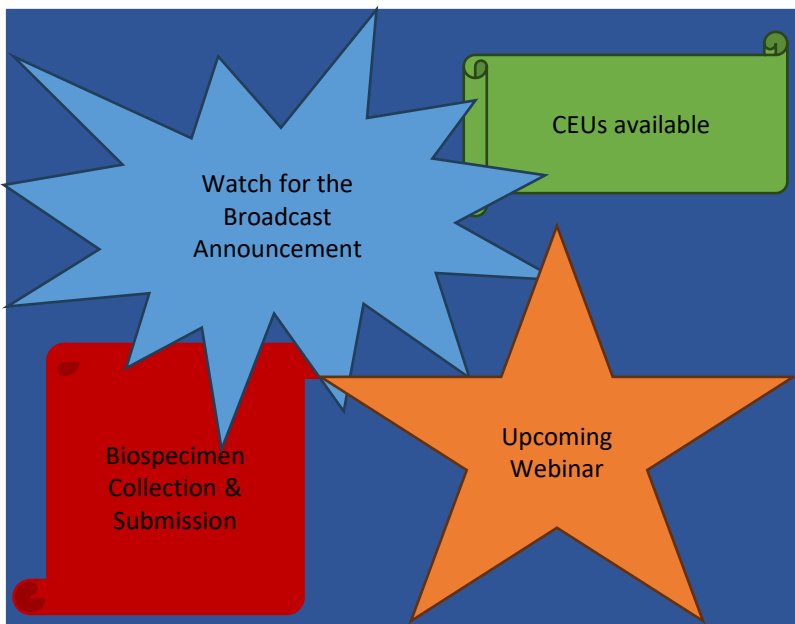 CEUs available
Watch for the
Broadcast
Announcement
Upcoming
Webinar
Biospecimen
Collection &
Submission